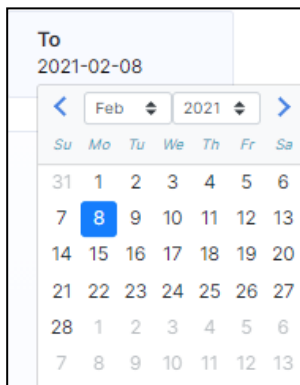 To
2021-02-08
Feb 2021
Su Mo Tu We Th Fr Sa
31 1 2 3 4 5 6
7 8 9 10 11 12 13
14 15 16 17 18 19 20
21 22 23 24 25 26 27
28 1 2 3 4 5 6
7 8 9 10 11 12 13